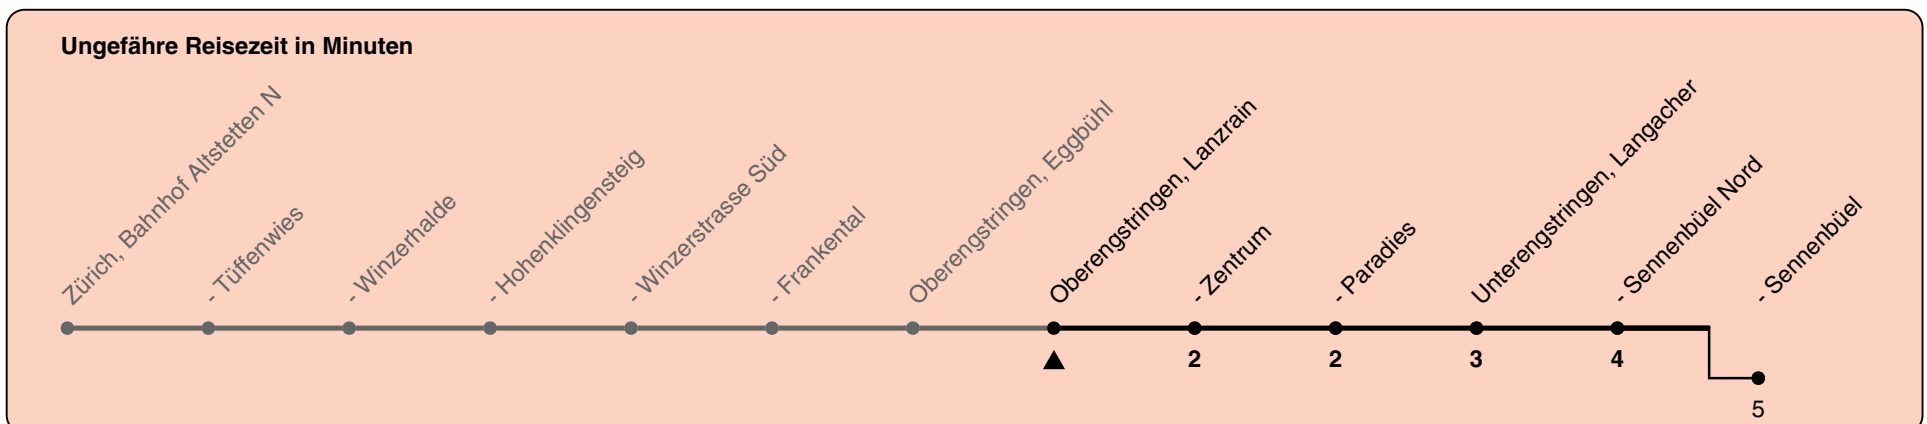 Ungefähre Reisezeit in Minuten
Zürich, Bahnhof Altstetten N
- Tüffenwies
- Winzerhalde
- Hohenklingensteig
- Winzerstrasse Süd
- Frankental
Oberengstringen, Eggbühl
Oberengstringen, Lanzrain
- Zentrum
- Paradies
Unterengstringen, Langacher
- Sennenbüel Nord
- Sennenbüel
2
2
3
4
5